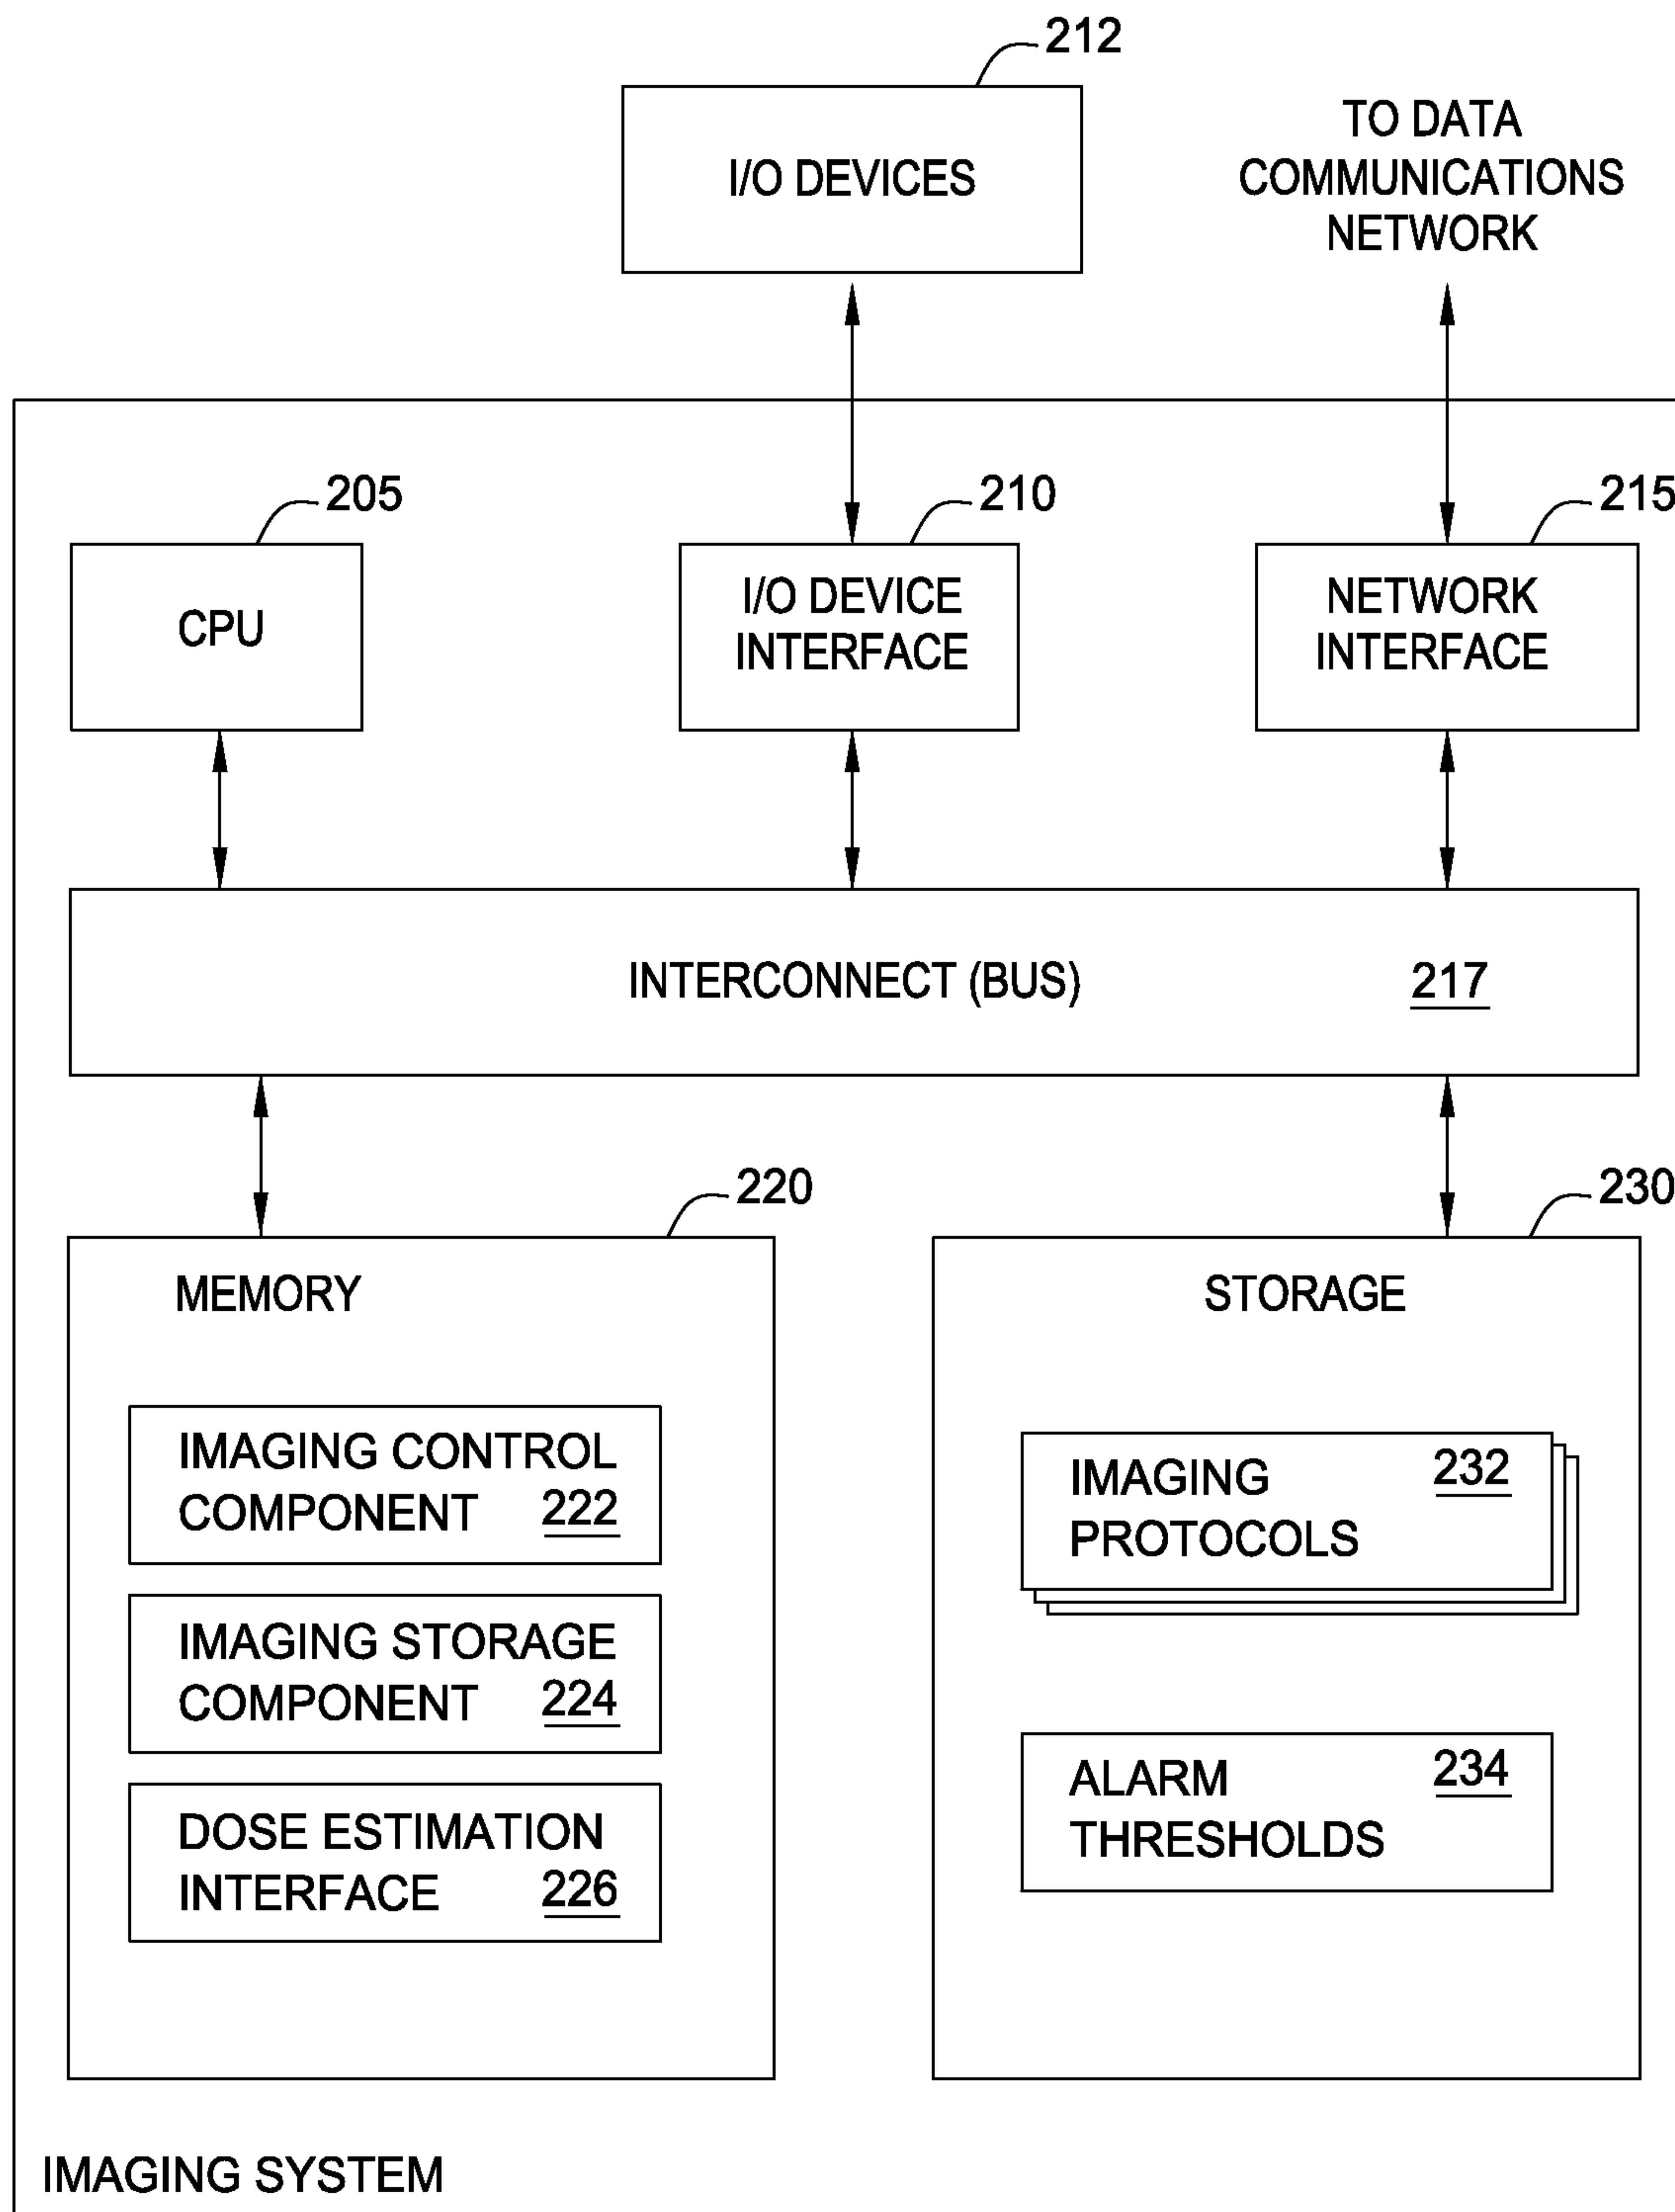 212
I/O DEVICES
TO DATA
COMMUNICATIONS
NETWORK
205
210
215
CPU
I/O DEVICE
INTERFACE
NETWORK
INTERFACE
INTERCONNECT (BUS) 217
220
230
MEMORY
IMAGING CONTROL
COMPONENT 222
IMAGING STORAGE
COMPONENT 224
DOSE ESTIMATION
INTERFACE 226
STORAGE
IMAGING 232
PROTOCOLS
ALARM 234
THRESHOLDS
IMAGING SYSTEM